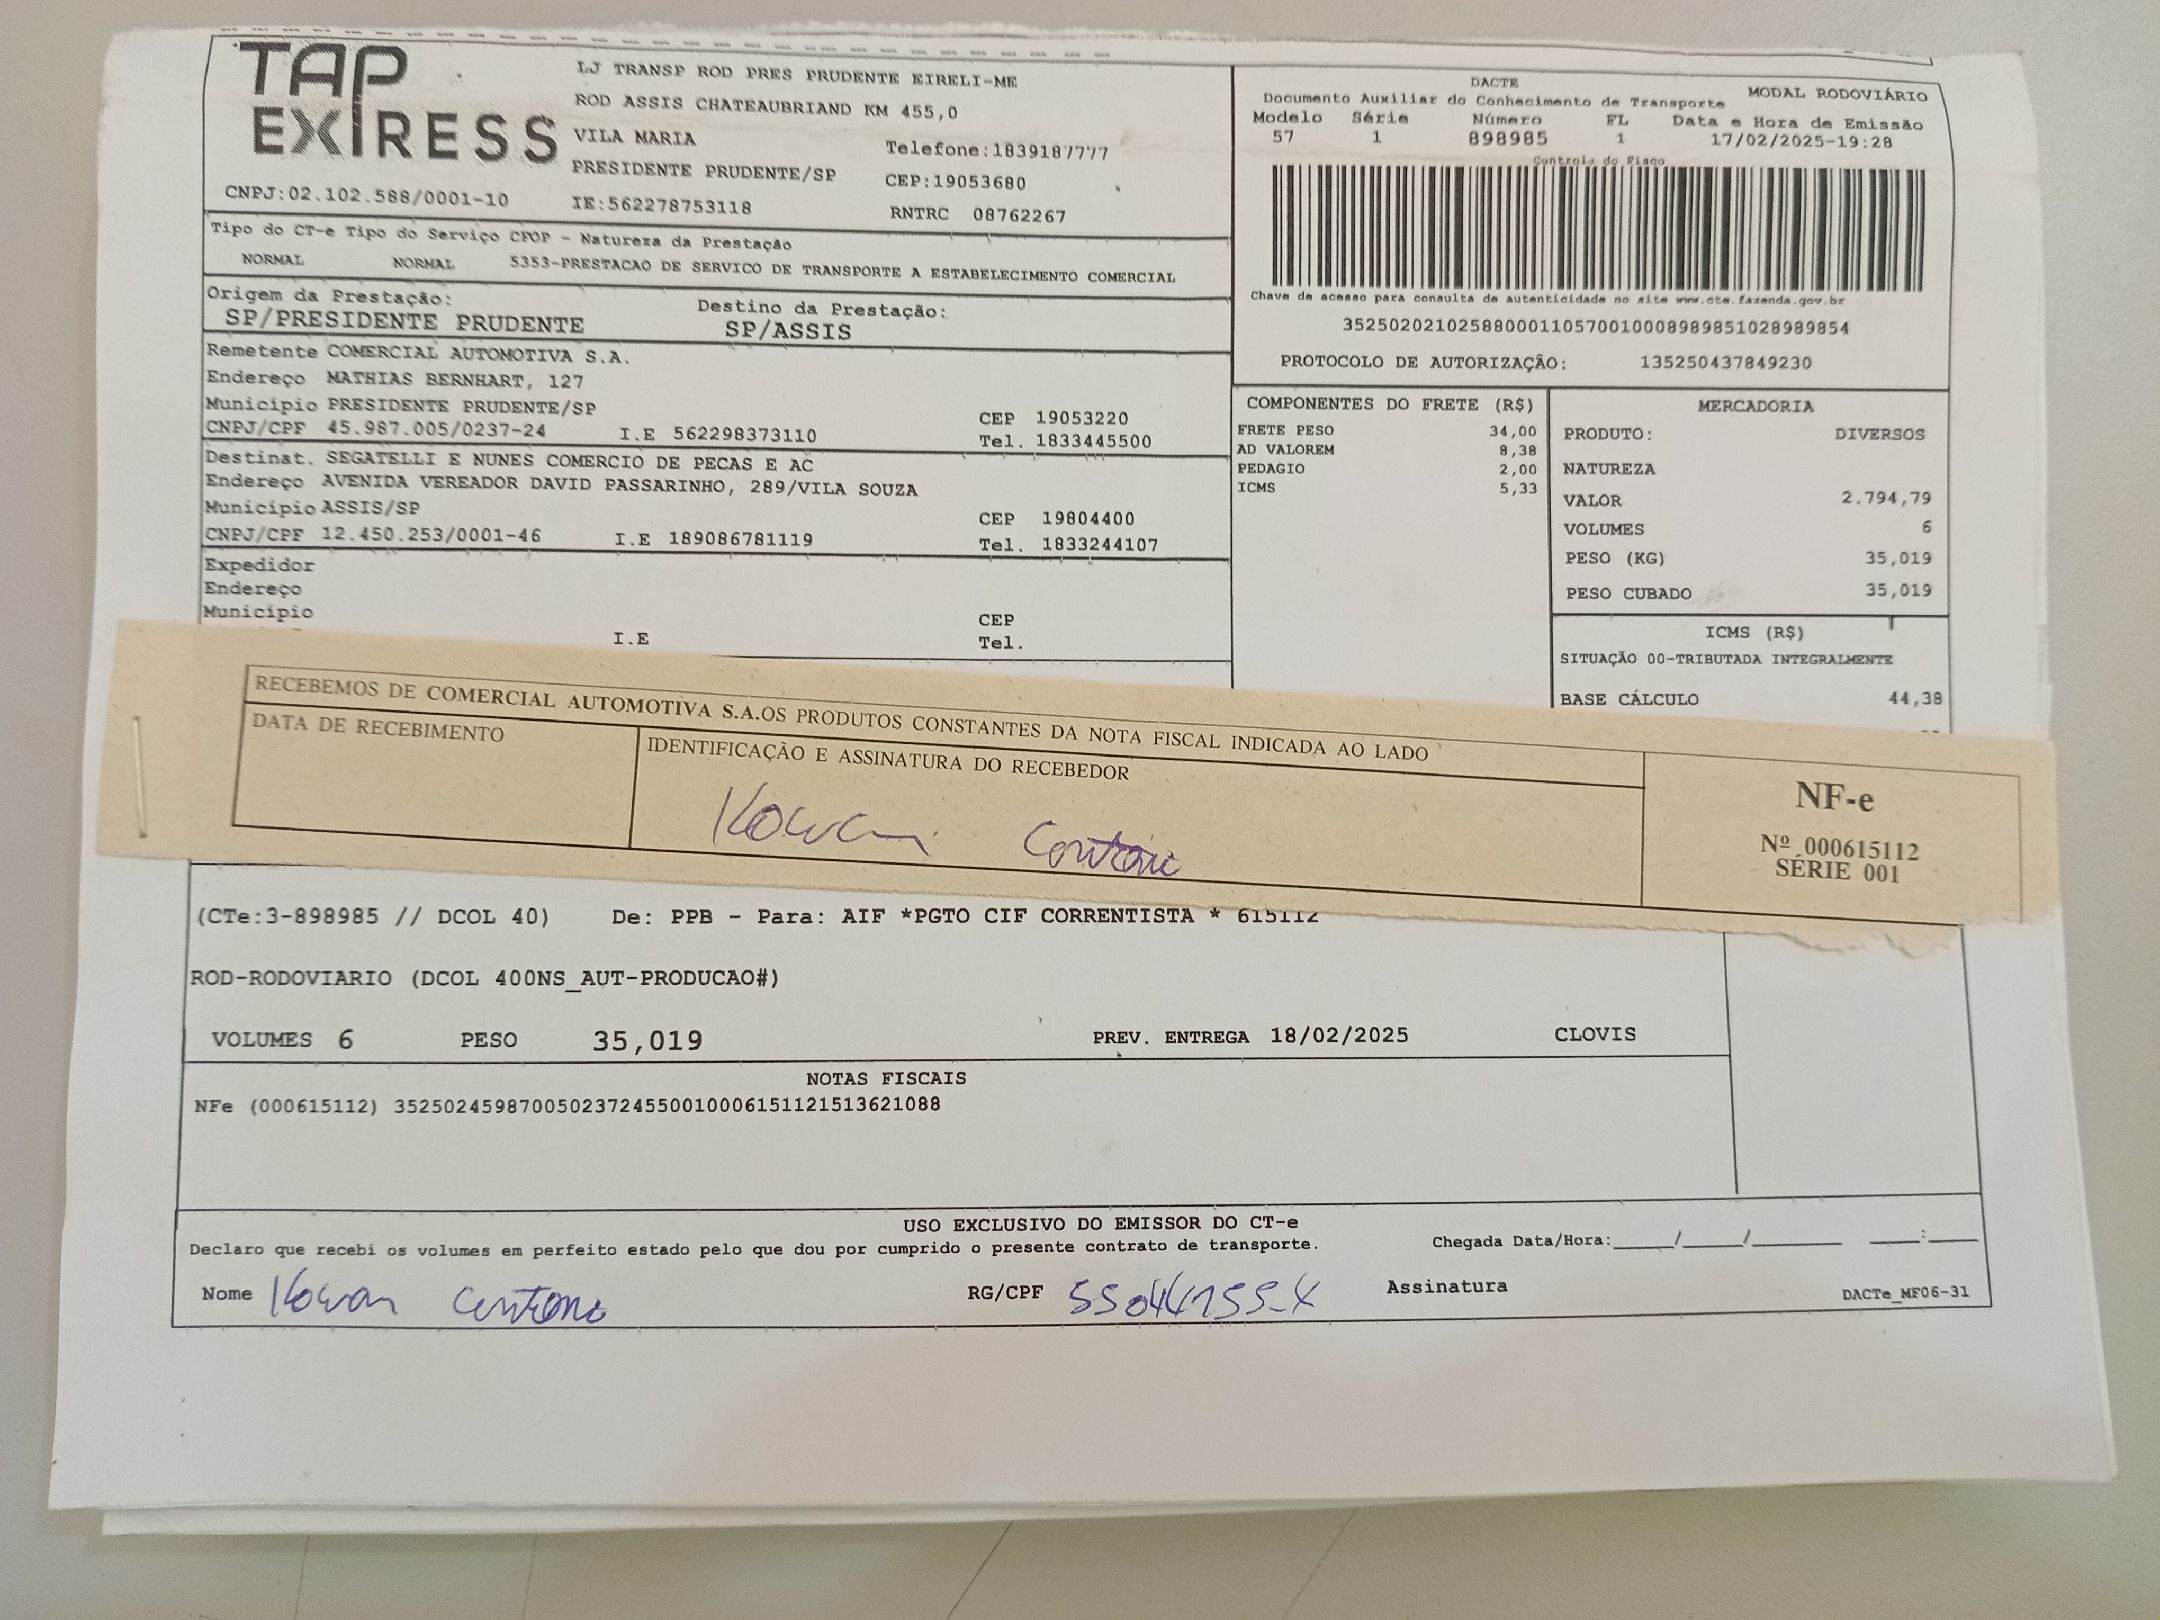 TAP
EXPRESS
LJ TRANSP ROD PRES PRUDENTE EIRELI-ME
ROD ASSIS CHATEAUBRIAND KM 455,0
VILA MARIA
Telefone:1839187777
PRESIDENTE PRUDENTE/SP
CEP:19053680
CNPJ:02.102.588/0001-10
IE:562278753118
RNTRC 08762267
DACTE
MODAL RODOVIÁRIO
Documento Auxiliar do Conhecimento de Transporte
Modelo Série Número FL Data e Hora de Emissão
57 1 898985 1 17/02/2025-19:28
Controle do Fisco
Chave de acesso para consulta de autenticidade no site www.cte.fazenda.gov.br
35250202102588000110570010008989851028989854
PROTOCOLO DE AUTORIZAÇÃO: 135250437849230
Tipo do CT-e Tipo do Serviço CFOP - Natureza da Prestação
NORMAL NORMAL 5353-PRESTACAO DE SERVICO DE TRANSPORTE A ESTABELECIMENTO COMERCIAL
Origem da Prestação: Destino da Prestação:
SP/PRESIDENTE PRUDENTE SP/ASSIS
Remetente COMERCIAL AUTOMOTIVA S.A.
Endereço MATHIAS BERNHART, 127
Município PRESIDENTE PRUDENTE/SP CEP 19053220
CNPJ/CPF 45.987.005/0237-24 I.E 562298373110 Tel. 1833445500
Destinat. SEGATELLI E NUNES COMERCIO DE PECAS E AC
Endereço AVENIDA VEREADOR DAVID PASSARINHO, 289/VILA SOUZA
Município ASSIS/SP CEP 19804400
CNPJ/CPF 12.450.253/0001-46 I.E 189086781119 Tel. 1833244107
Expedidor
Endereço
Município CEP
I.E Tel.
COMPONENTES DO FRETE (R$)
FRETE PESO 34,00
AD VALOREM 8,38
PEDAGIO 2,00
ICMS 5,33
MERCADORIA
PRODUTO: DIVERSOS
NATUREZA
VALOR 2.794,79
VOLUMES 6
PESO (KG) 35,019
PESO CUBADO 35,019
ICMS (R$)
SITUAÇÃO 00-TRIBUTADA INTEGRALMENTE
BASE CÁLCULO 44,38
RECEBEMOS DE COMERCIAL AUTOMOTIVA S.A.OS PRODUTOS CONSTANTES DA NOTA FISCAL INDICADA AO LADO
DATA DE RECEBIMENTO
IDENTIFICAÇÃO E ASSINATURA DO RECEBEDOR
NF-e
Nº 000615112
SÉRIE 001
(CTe:3-898985 // DCOL 40) De: PPB - Para: AIF *PGTO CIF CORRENTISTA * 615112
ROD-RODOVIARIO (DCOL 400NS_AUT-PRODUCAO#)
VOLUMES 6 PESO 35,019 PREV. ENTREGA 18/02/2025 CLOVIS
NOTAS FISCAIS
NFe (000615112) 35250245987005023724550010006151121513621088
USO EXCLUSIVO DO EMISSOR DO CT-e
Declaro que recebi os volumes em perfeito estado pelo que dou por cumprido o presente contrato de transporte.
Chegada Data/Hora:____/____/______ ___:___
Nome RG/CPF Assinatura
DACTe_MF06-31